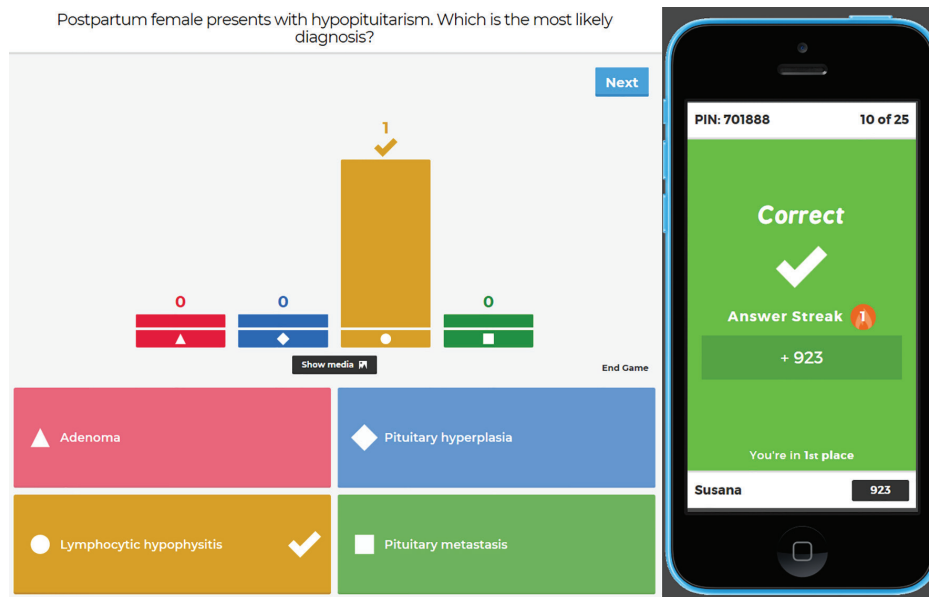 Postpartum female presents with hypopituitarism. Which is the most likely
diagnosis?
Next
1
0
0
0
Show media
End Game
Adenoma
Pituitary hyperplasia
Lymphocytic hypophysitis
Pituitary metastasis
PIN: 701888
10 of 25
Correct
Answer Streak 1
+ 923
You're in 1st place
Susana
923